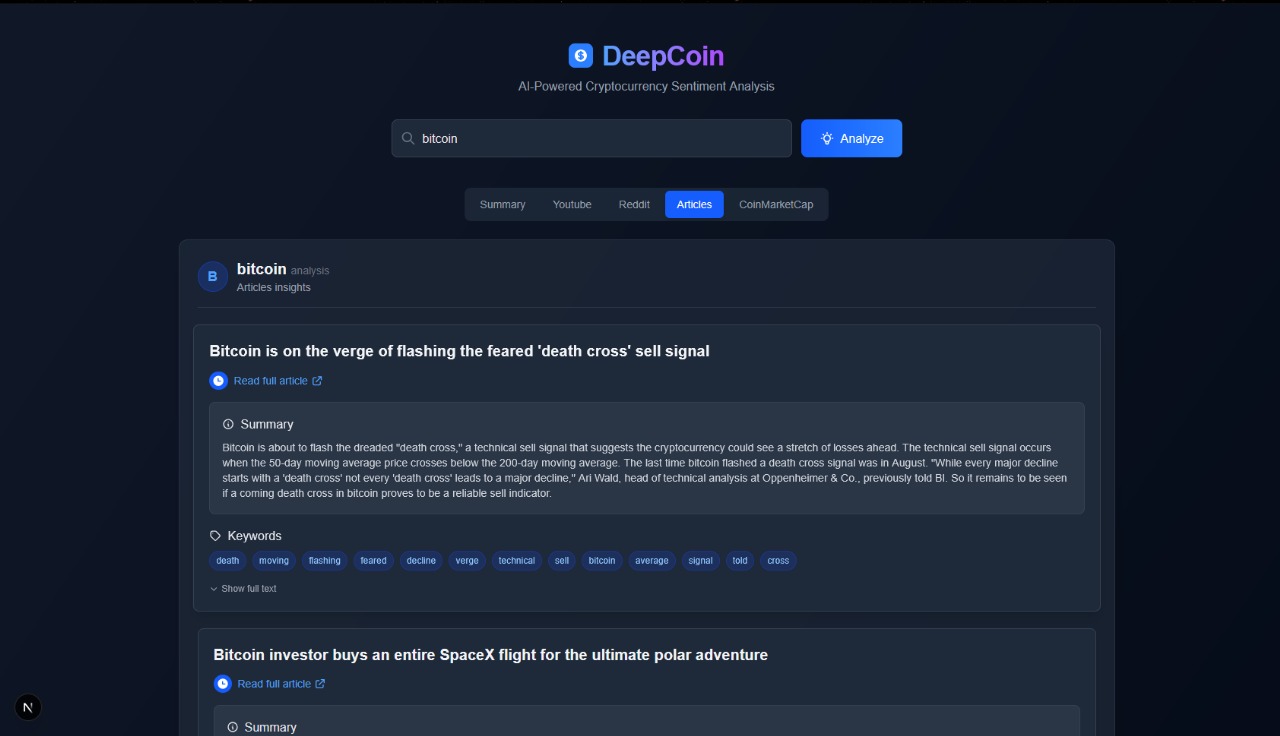 DeepCoin
AI-Powered Cryptocurrency Sentiment Analysis
bitcoin
Analyze
Summary Youtube Reddit Articles CoinMarketCap
B
bitcoin analysis
Articles insights
Bitcoin is on the verge of flashing the feared 'death cross' sell signal
Read full article
Summary
Bitcoin is about to flash the dreaded "death cross," a technical sell signal that suggests the cryptocurrency could see a stretch of losses ahead. The technical sell signal occurs
when the 50-day moving average price crosses below the 200-day moving average. The last time bitcoin flashed a death cross signal was in August. "While every major decline
starts with a 'death cross' not every 'death cross' leads to a major decline," Ari Wald, head of technical analysis at Oppenheimer & Co., previously told BI. So it remains to be seen
if a coming death cross in bitcoin proves to be a reliable sell indicator.
Keywords
death moving flashing feared decline verge technical sell bitcoin average signal told cross
Show full text
Bitcoin investor buys an entire SpaceX flight for the ultimate polar adventure
Read full article
Summary
N